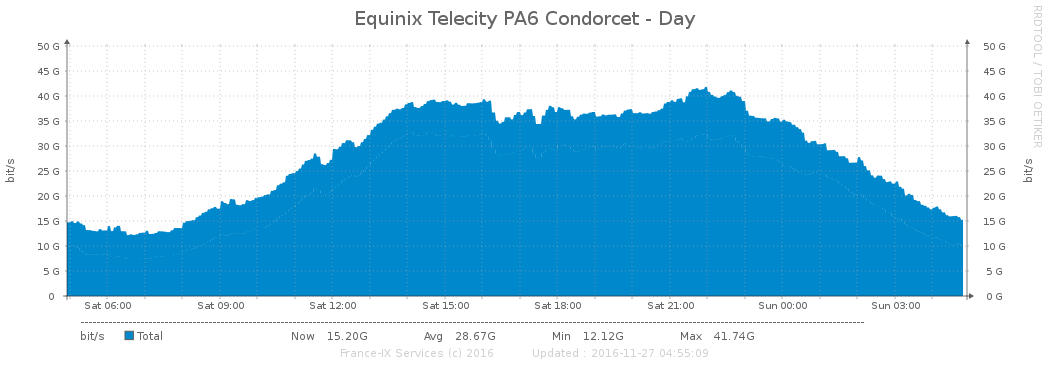 Equinix Telecity PA6 Condorcet - Day
RRDTOOL / TOBI OETIKER
bit/s
50 G 50 G
45 G 45 G
40 G 40 G
35 G 35 G
30 G 30 G
25 G 25 G
20 G 20 G
15 G 15 G
10 G 10 G
5 G 5 G
0 0 G
bit/s
Sat 06:00 Sat 09:00 Sat 12:00 Sat 15:00 Sat 18:00 Sat 21:00 Sun 00:00 Sun 03:00
bit/s Total Now 15.20G Avg 28.67G Min 12.12G Max 41.74G
France-IX Services (c) 2016 Updated : 2016-11-27 04:55:09